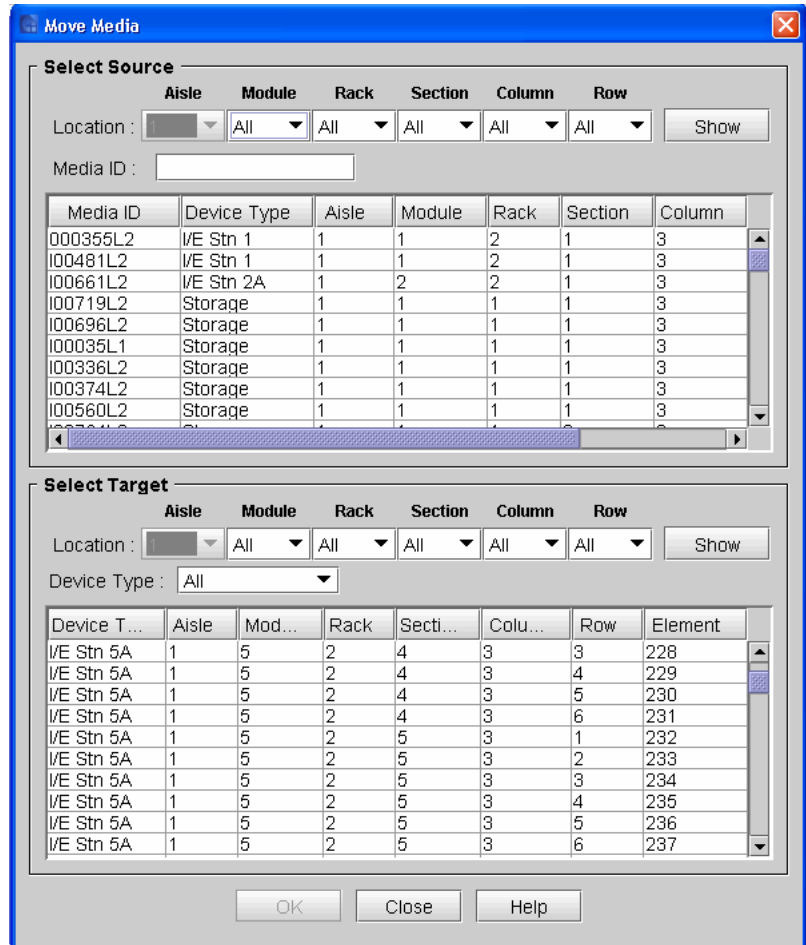 Move Media
Select Source
Aisle Module Rack Section Column Row
Location : 1 All All All All All Show
Media ID :
Media ID Device Type Aisle Module Rack Section Column
000355L2 I/E Stn 1 1 1 2 1 3
I00481L2 I/E Stn 1 1 1 2 1 3
I00661L2 I/E Stn 2A 1 2 2 1 3
I00719L2 Storage 1 1 1 1 3
I00696L2 Storage 1 1 1 1 3
I00035L1 Storage 1 1 1 1 3
I00336L2 Storage 1 1 1 1 3
I00374L2 Storage 1 1 1 1 3
I00560L2 Storage 1 1 1 1 3
Select Target
Aisle Module Rack Section Column Row
Location : 1 All All All All All Show
Device Type : All
Device T... Aisle Mod... Rack Secti... Colu... Row Element
I/E Stn 5A 1 5 2 4 3 3 228
I/E Stn 5A 1 5 2 4 3 4 229
I/E Stn 5A 1 5 2 4 3 5 230
I/E Stn 5A 1 5 2 4 3 6 231
I/E Stn 5A 1 5 2 5 3 1 232
I/E Stn 5A 1 5 2 5 3 2 233
I/E Stn 5A 1 5 2 5 3 3 234
I/E Stn 5A 1 5 2 5 3 4 235
I/E Stn 5A 1 5 2 5 3 5 236
I/E Stn 5A 1 5 2 5 3 6 237
OK Close Help